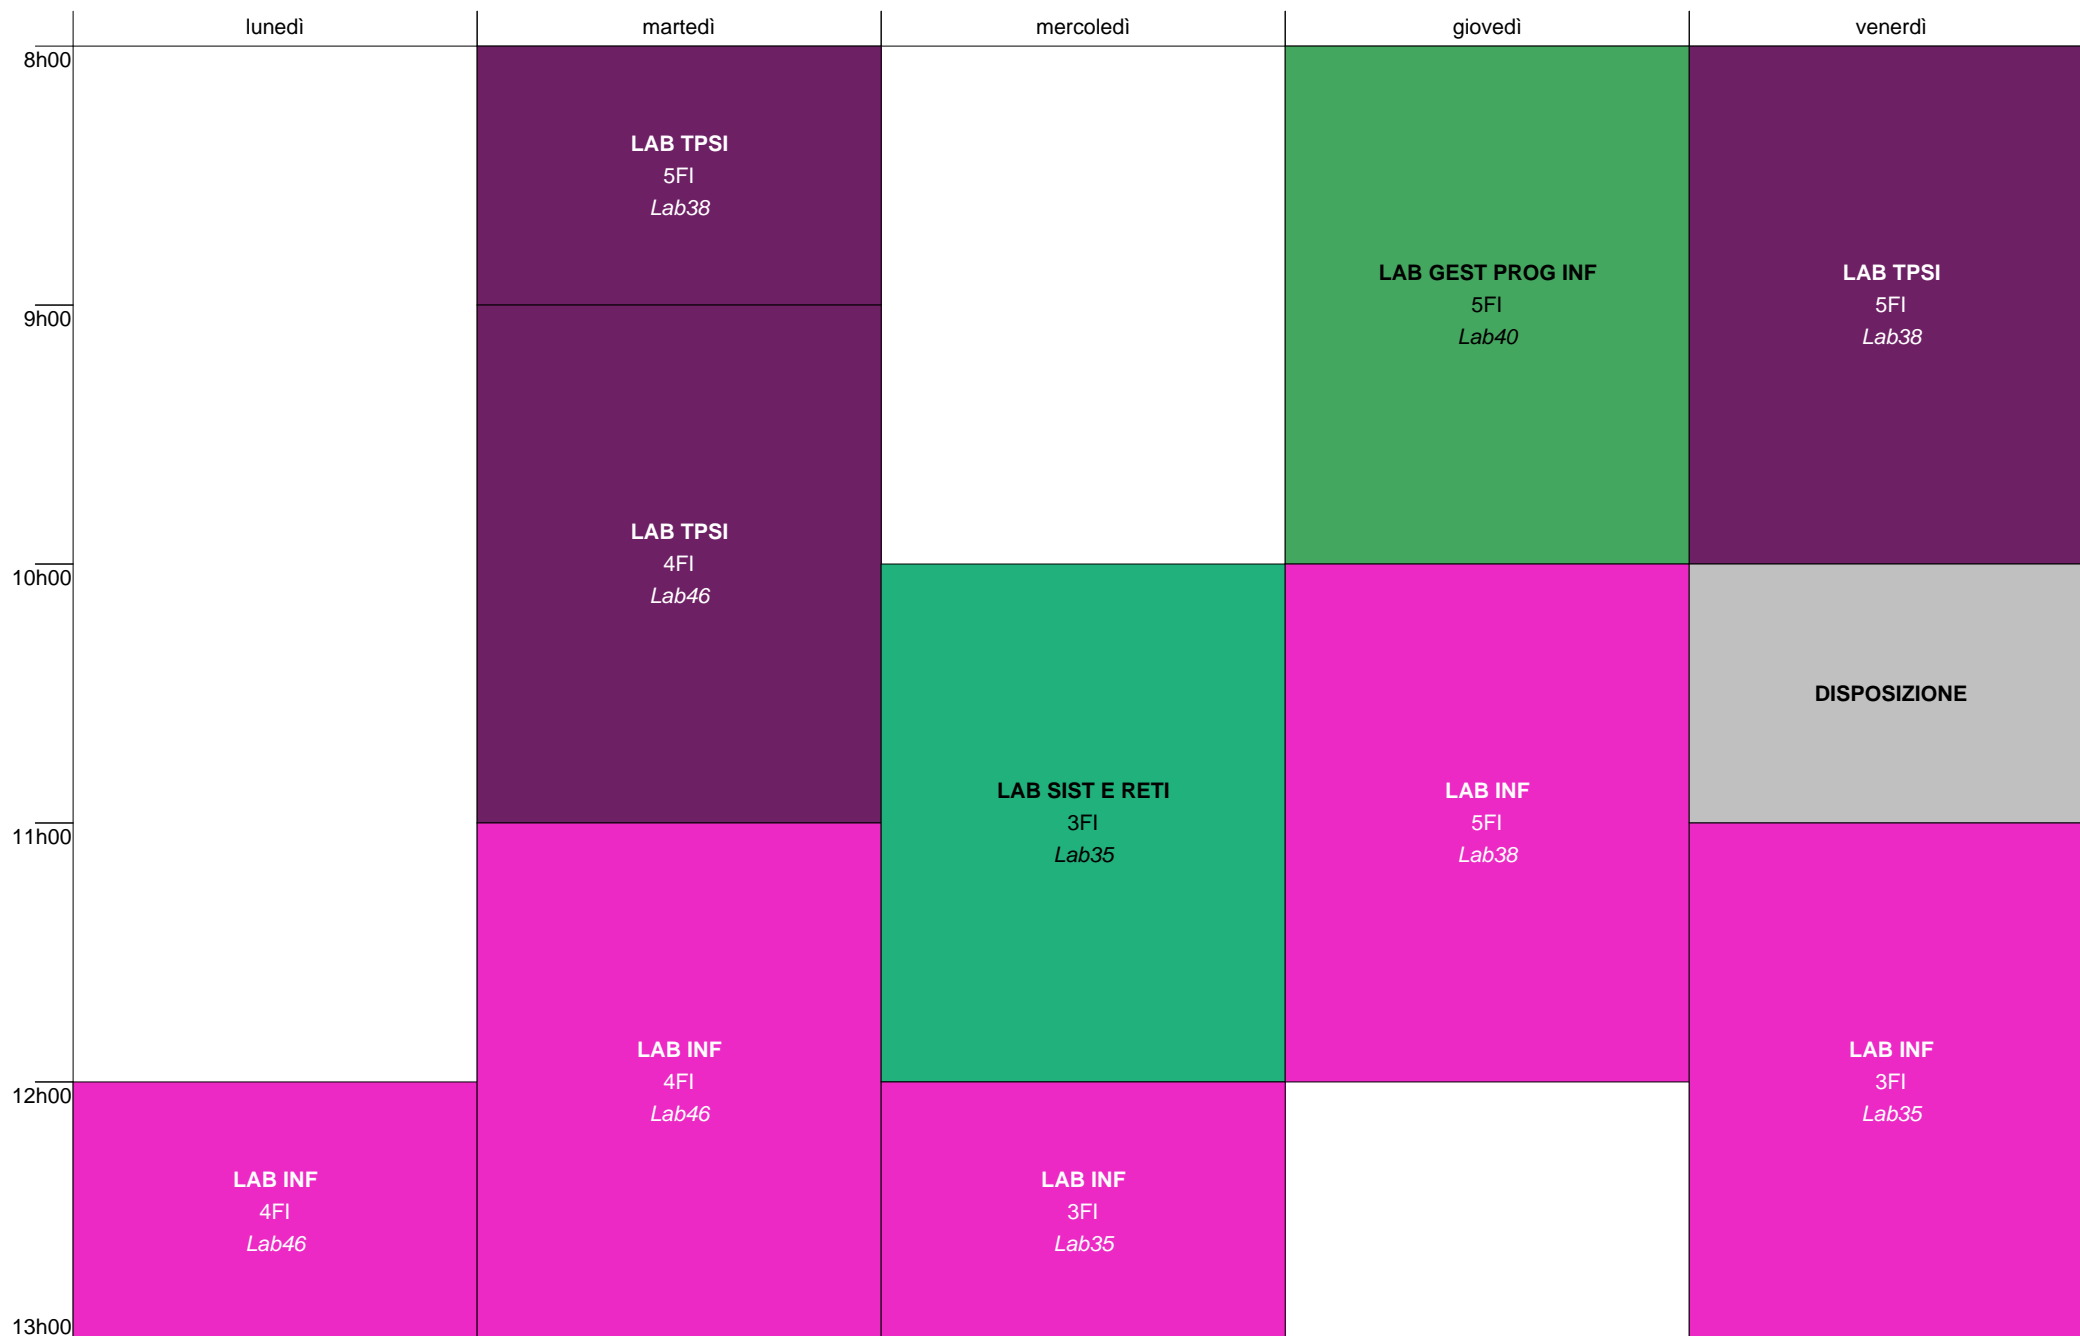 lunedì
martedì
mercoledì
giovedì
venerdì
8h00
9h00
10h00
11h00
12h00
13h00
LAB INF
4FI
Lab46
LAB TPSI
5FI
Lab38
LAB TPSI
4FI
Lab46
LAB INF
4FI
Lab46
LAB SIST E RETI
3FI
Lab35
LAB INF
3FI
Lab35
LAB GEST PROG INF
5FI
Lab40
LAB INF
5FI
Lab38
LAB TPSI
5FI
Lab38
DISPOSIZIONE
LAB INF
3FI
Lab35